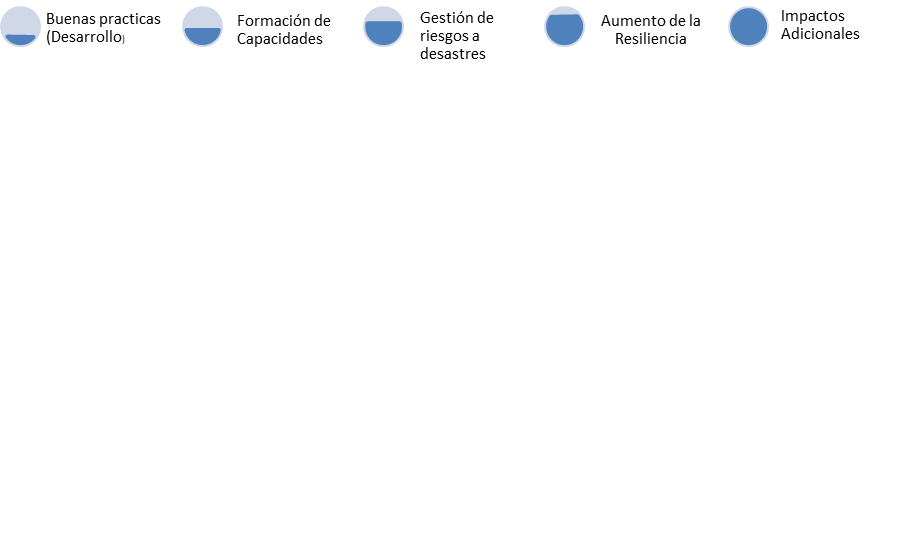 Buenas practicas
(Desarrollo)
Formación de
Capacidades
Gestión de
riesgos a
desastres
Aumento de la
Resiliencia
Impactos
Adicionales